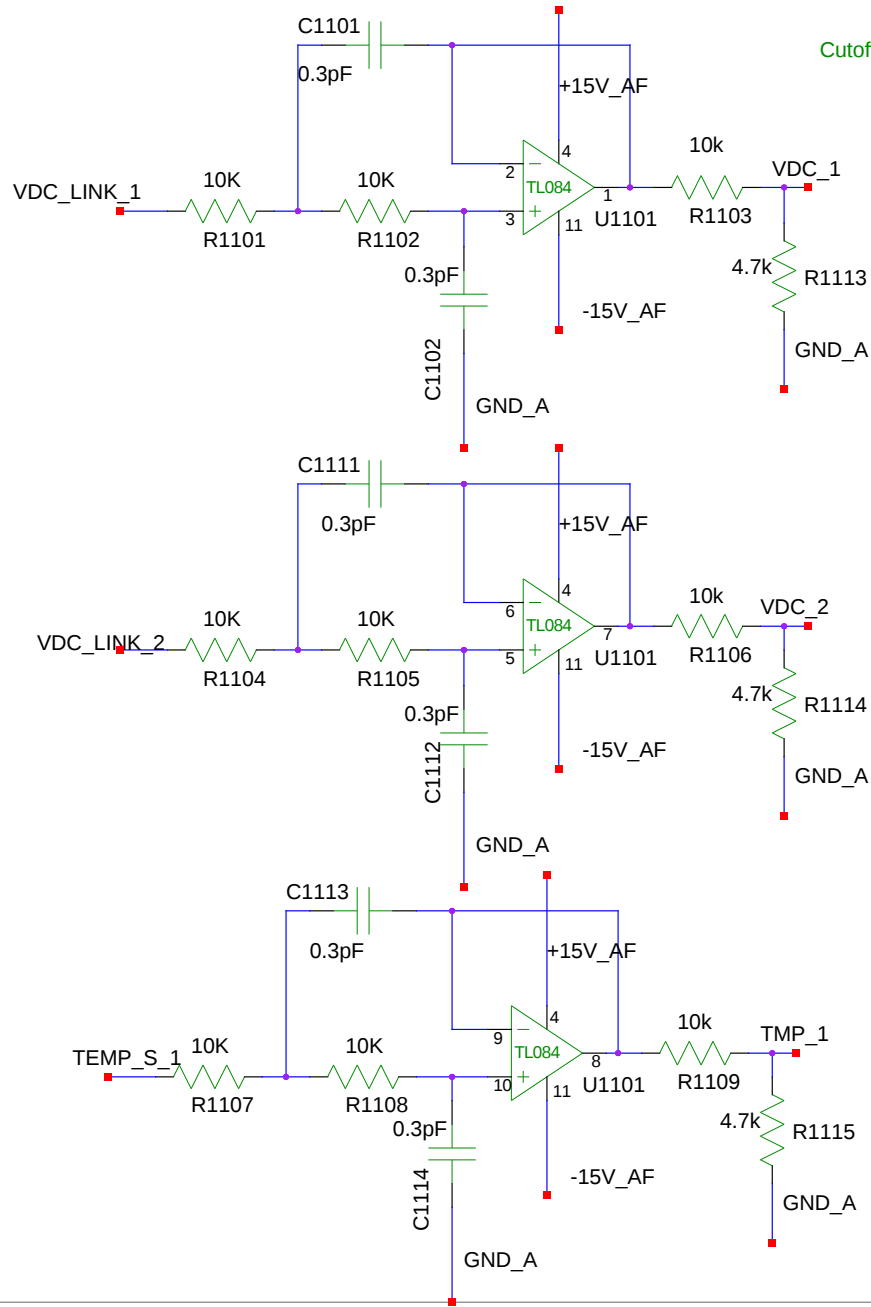 C1101
0.3pF
Cutof
+15V_AF
VDC_LINK_1
10K
R1101
10K
R1102
2
3
4
TL084
11
1
U1101
10k
R1103
VDC_1
4.7k
R1113
GND_A
0.3pF
C1102
GND_A
-15V_AF
C1111
0.3pF
+15V_AF
VDC_LINK_2
10K
R1104
10K
R1105
6
5
4
TL084
11
7
U1101
10k
R1106
VDC_2
4.7k
R1114
GND_A
0.3pF
C1112
GND_A
-15V_AF
C1113
0.3pF
+15V_AF
TEMP_S_1
10K
R1107
10K
R1108
9
10
4
TL084
11
8
U1101
10k
R1109
TMP_1
4.7k
R1115
GND_A
0.3pF
C1114
GND_A
-15V_AF